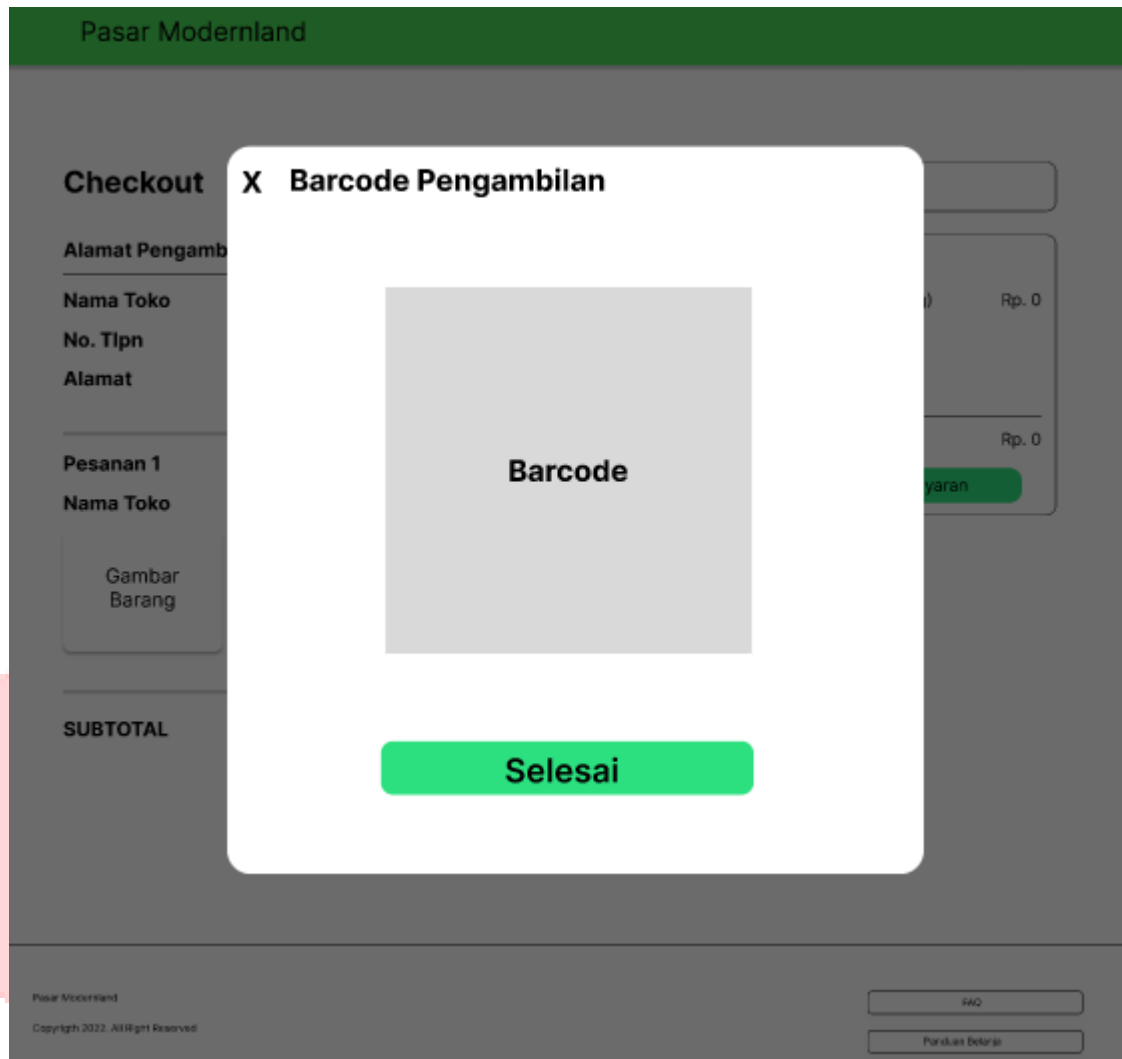 Pasar Modernland
Checkout
X Barcode Pengambilan
Alamat Pengamb
Nama Toko
) Rp. 0
No. Tlpn
Alamat
Rp. 0
Pesanan 1
Barcode
yaran
Nama Toko
Gambar
Barang
SUBTOTAL
Selesai
Pasar Modernland
FAQ
Copyrigth 2022. All Right Reserved
Panduan Belanja